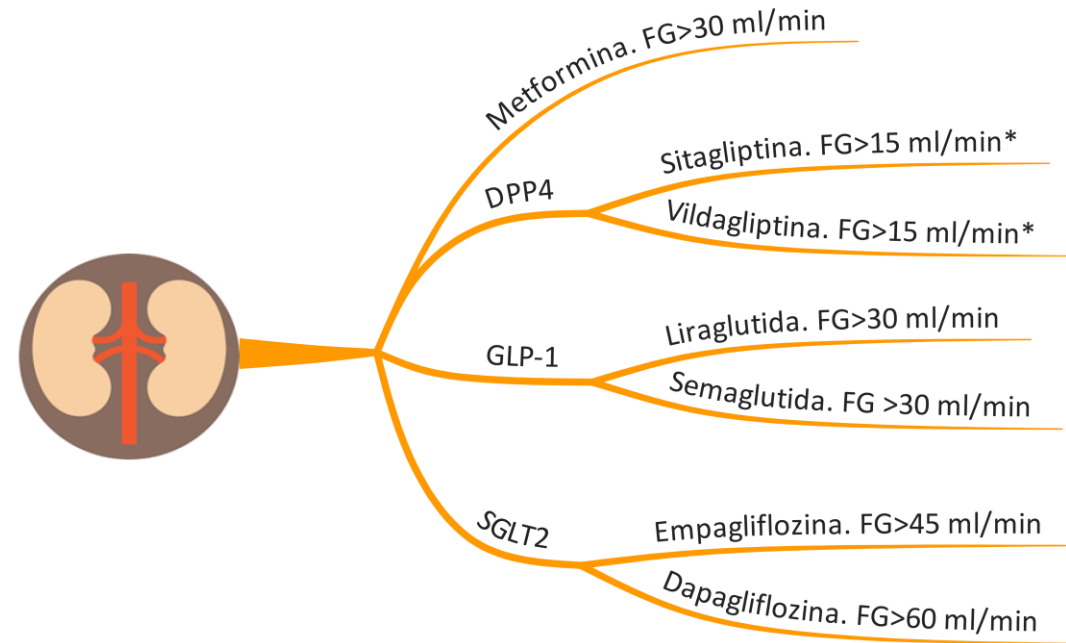 Metformina. FG>30 ml/min
DPP4
Sitagliptina. FG>15 ml/min*
Vildagliptina. FG>15 ml/min*
GLP-1
Liraglutida. FG>30 ml/min
Semaglutida. FG >30 ml/min
SGLT2
Empagliflozina. FG>45 ml/min
Dapagliflozina. FG>60 ml/min